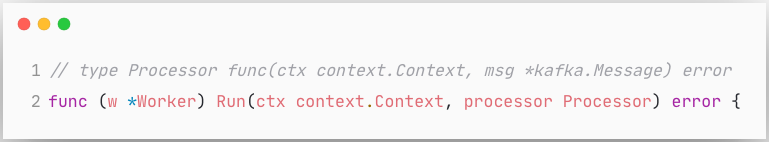 1 // type Processor func(ctx context.Context, msg *kafka.Message) error
2 func (w *Worker) Run(ctx context.Context, processor Processor) error {